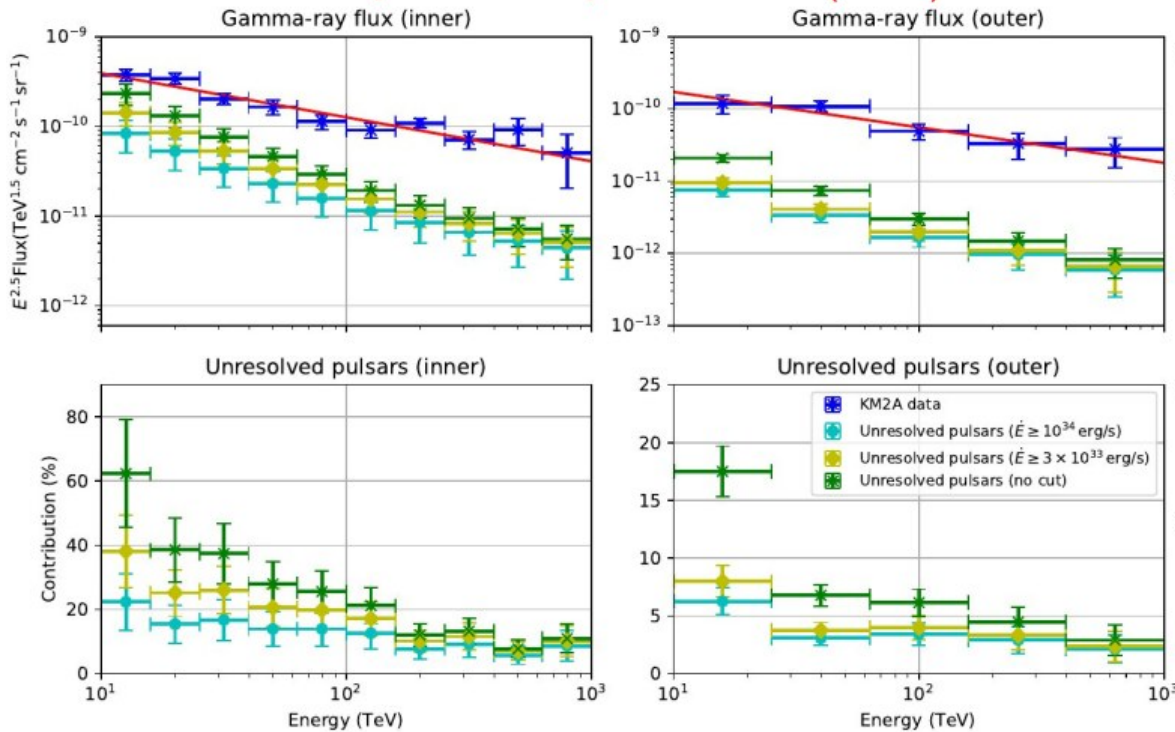 Gamma-ray flux (inner)
Gamma-ray flux (outer)
10⁻⁹
10⁻¹⁰
10⁻¹¹
10⁻¹²
E²·⁵Flux(TeV¹·⁵ cm⁻² s⁻¹ sr⁻¹)
10⁻⁹
10⁻¹⁰
10⁻¹¹
10⁻¹²
10⁻¹³
Unresolved pulsars (inner)
Unresolved pulsars (outer)
80
60
40
20
0
Contribution (%)
10¹
10²
10³
Energy (TeV)
25
20
15
10
5
0
KM2A data
Unresolved pulsars (Ė ≥ 10³⁴ erg/s)
Unresolved pulsars (Ė ≥ 3 × 10³³ erg/s)
Unresolved pulsars (no cut)
10¹
10²
10³
Energy (TeV)